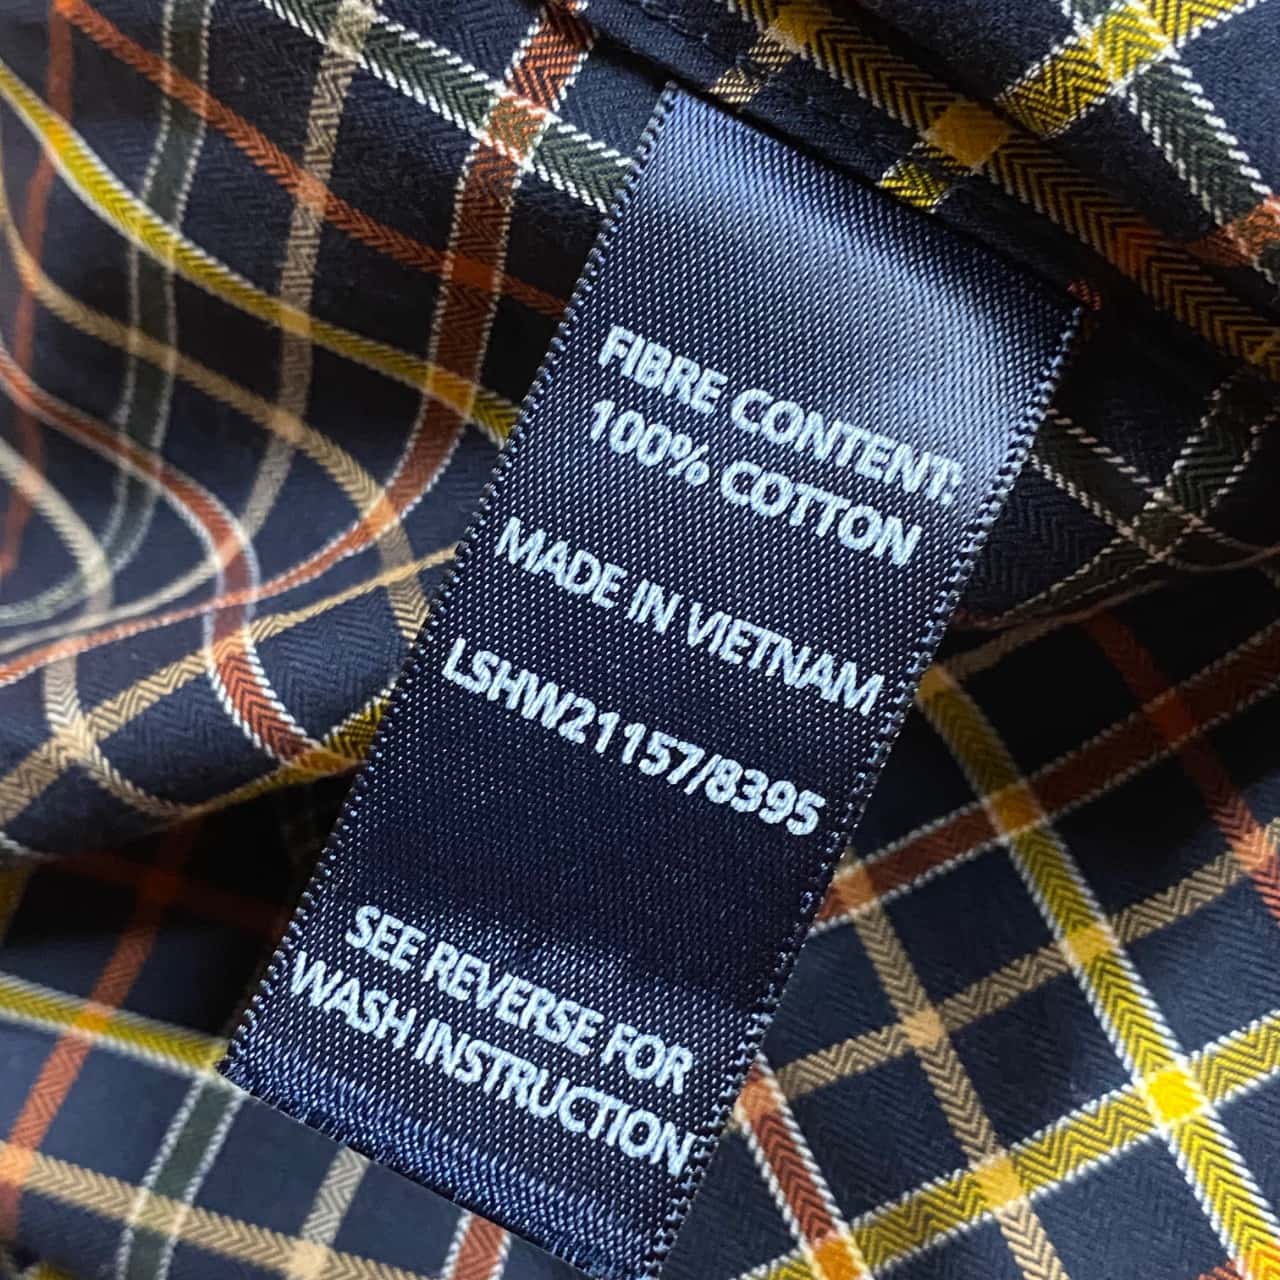 FIBRE CONTENT:
100% COTTON
MADE IN VIETNAM
LSHW21157/8395
SEE REVERSE FOR
WASH INSTRUCTION